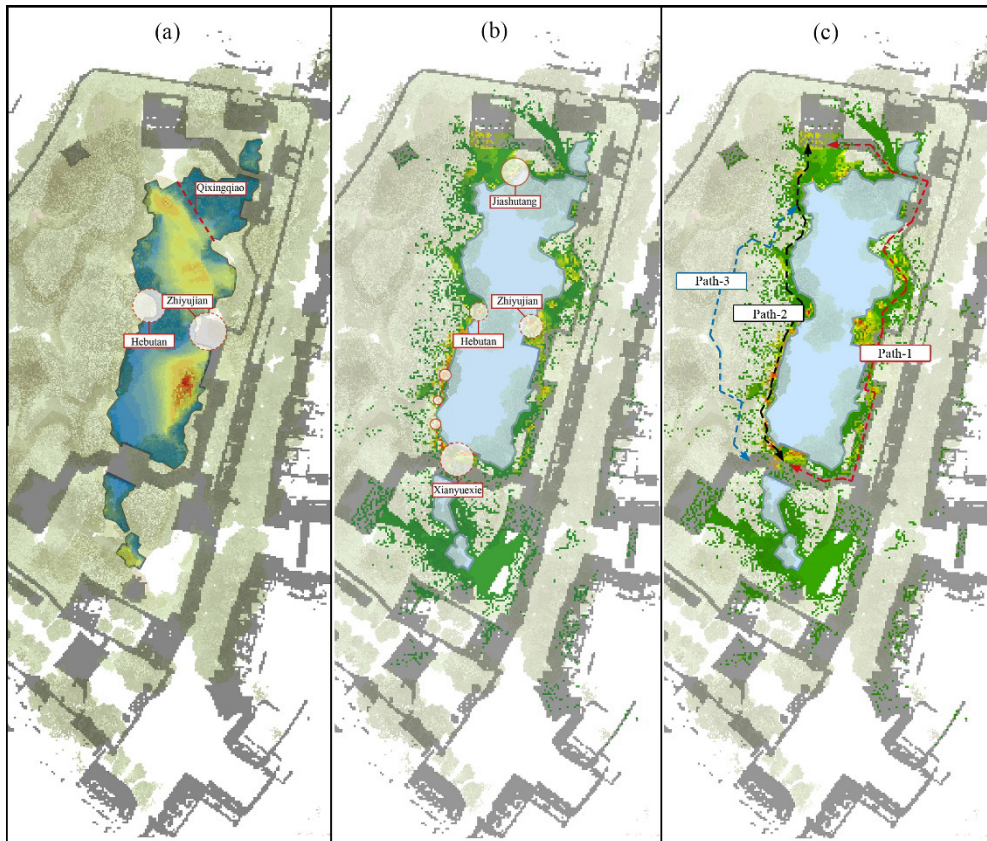 (a)
Qixingqiao
Zhiyujian
Hebutan
(b)
Jiashutang
Zhiyujian
Hebutan
Xianyuexie
(c)
Path-3
Path-2
Path-1